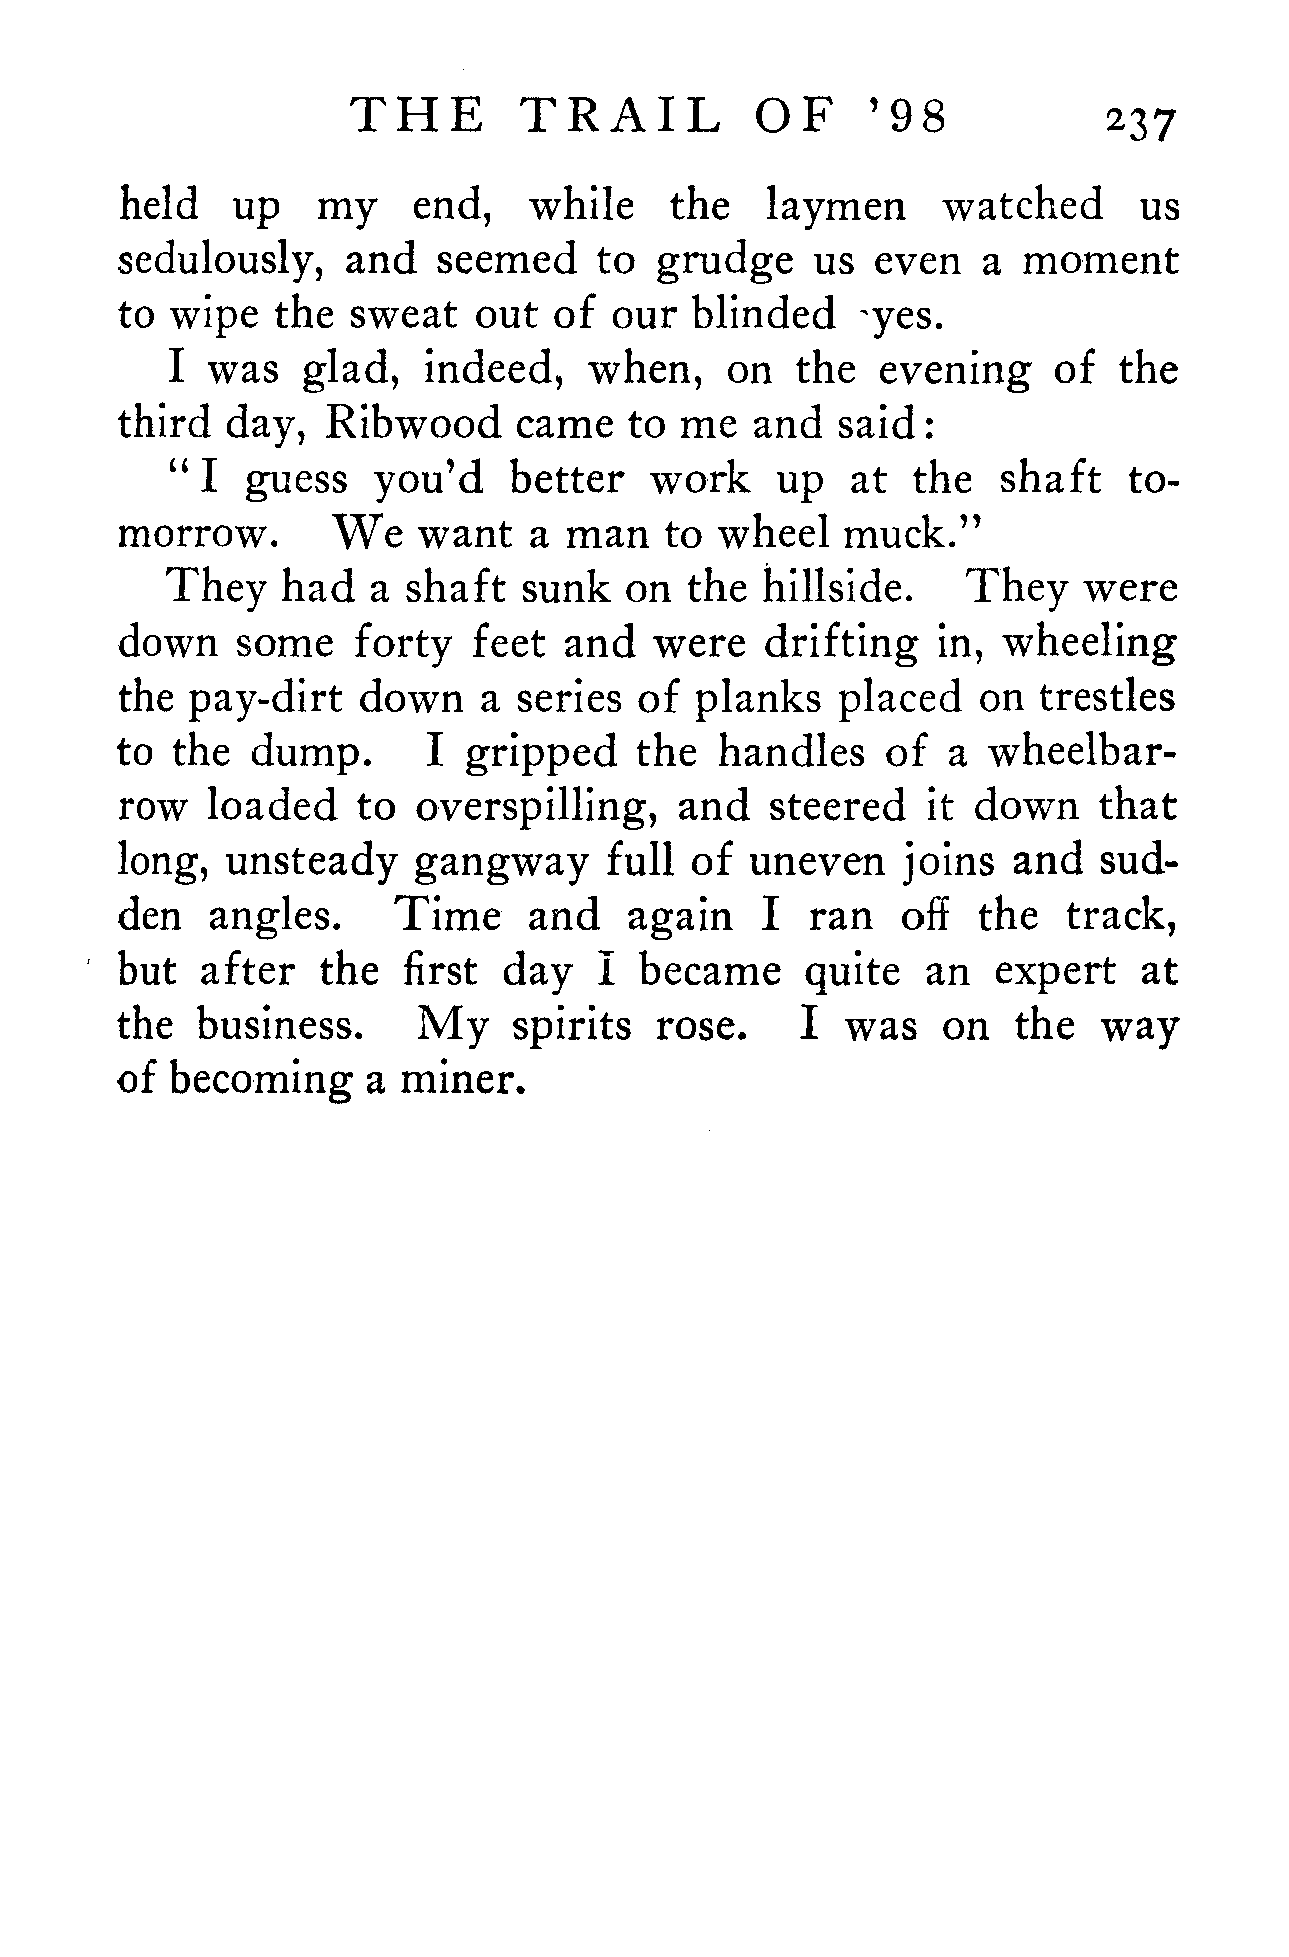 THE TRAIL OF '98 237
held up my end, while the laymen watched us
sedulously, and seemed to grudge us even a moment
to wipe the sweat out of our blinded yes.
I was glad, indeed, when, on the evening of the
third day, Ribwood came to me and said:
"I guess you'd better work up at the shaft to-
morrow. We want a man to wheel muck."
They had a shaft sunk on the hillside. They were
down some forty feet and were drifting in, wheeling
the pay-dirt down a series of planks placed on trestles
to the dump. I gripped the handles of a wheelbar-
row loaded to overspilling, and steered it down that
long, unsteady gangway full of uneven joins and sud-
den angles. Time and again I ran off the track,
but after the first day I became quite an expert at
the business. My spirits rose. I was on the way
of becoming a miner.